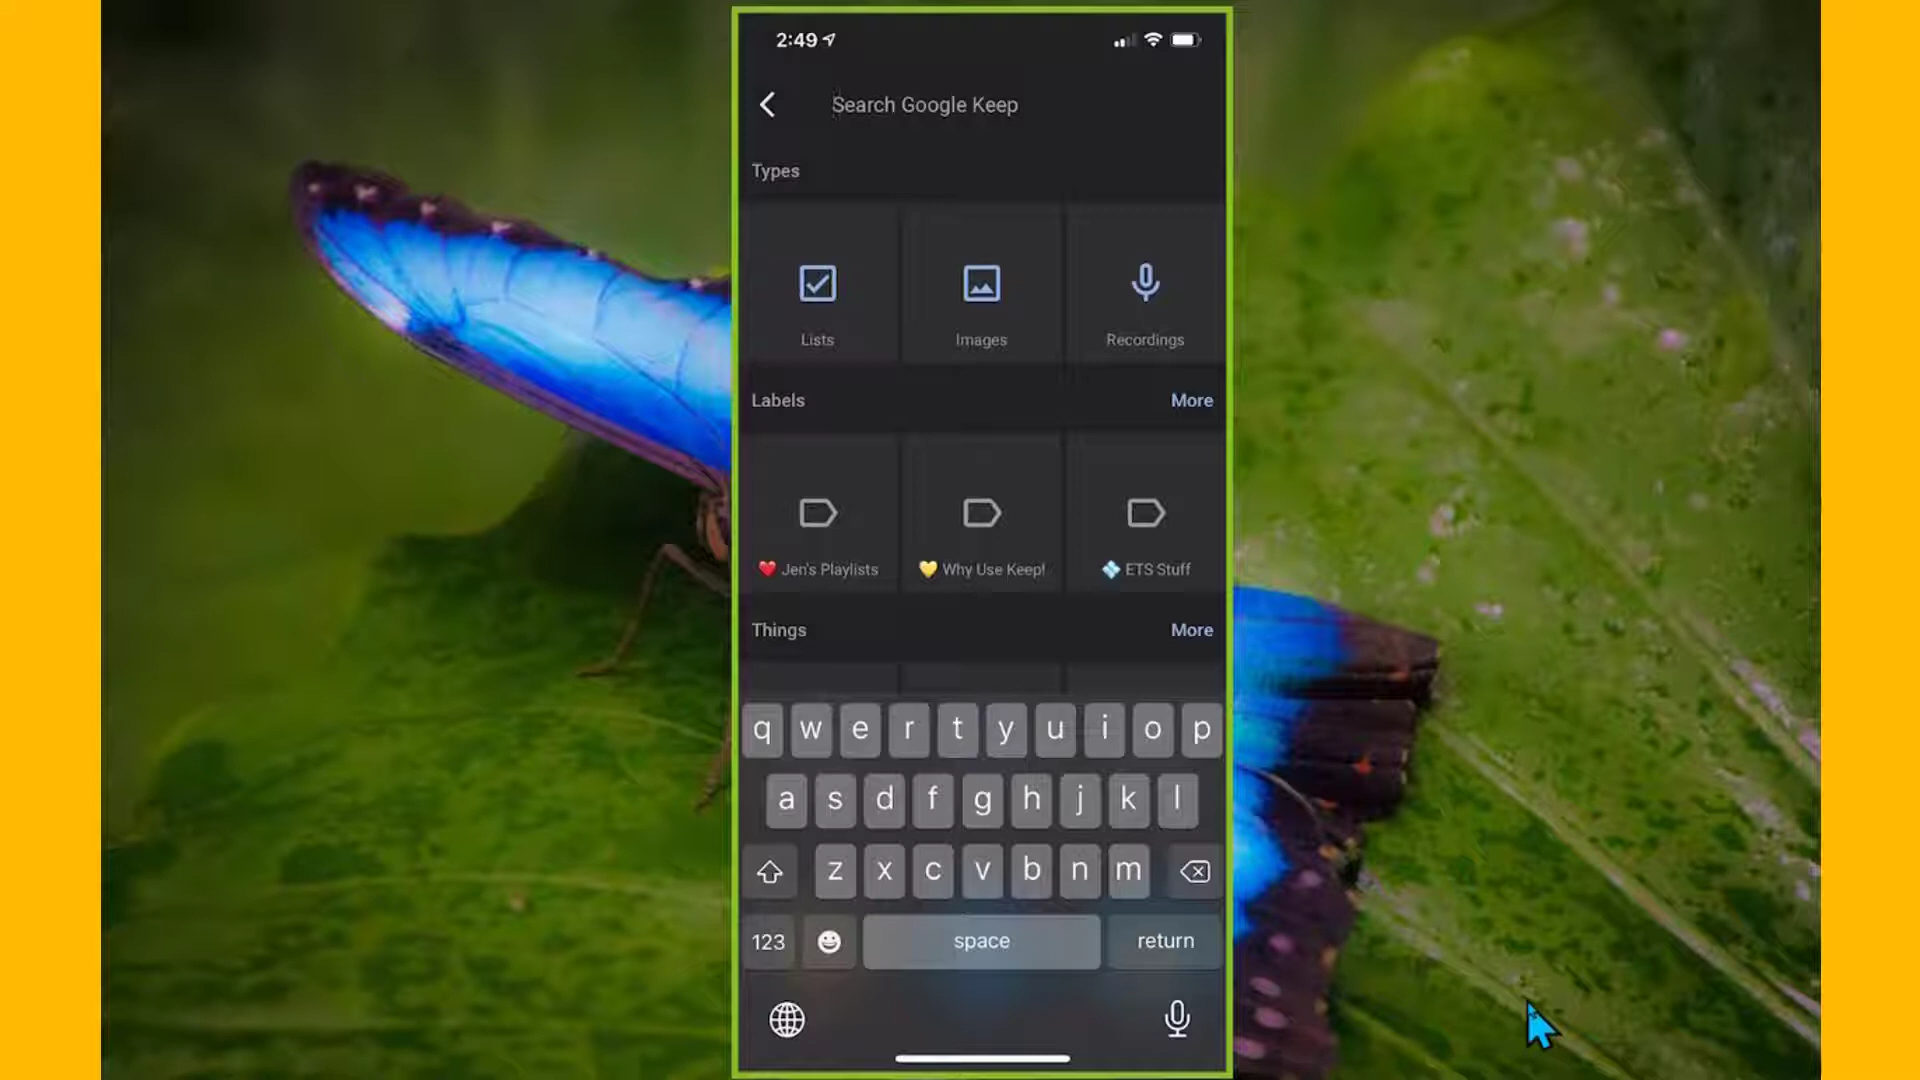 2:49
Search Google Keep
Types
Lists Images Recordings
Labels More
❤️ Jen's Playlists 💛 Why Use Keep! 💠 ETS Stuff
Things More
q w e r t y u i o p
a s d f g h j k l
z x c v b n m
123 space return